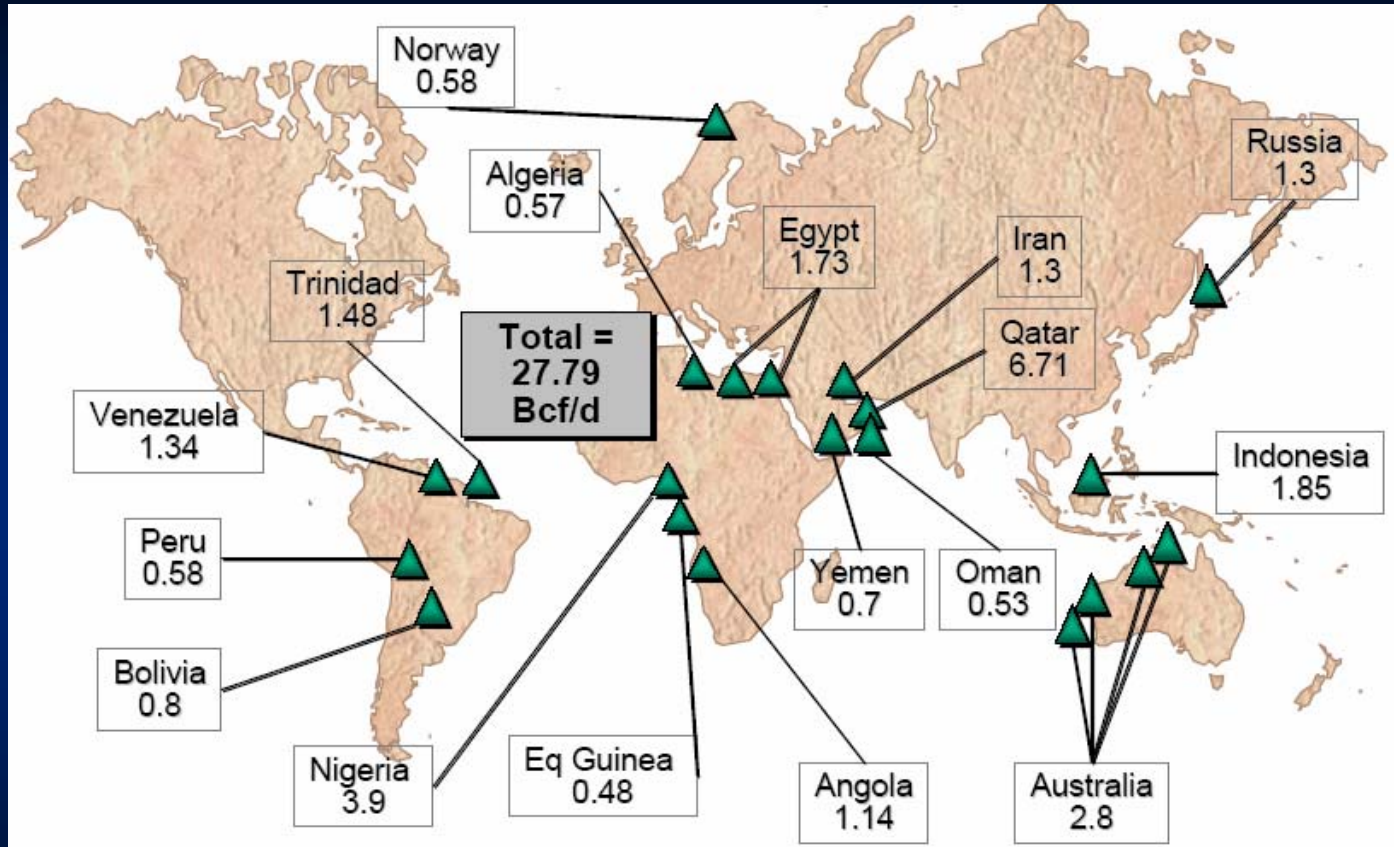 Norway
0.58
Russia
1.3
Algeria
0.57
Egypt
1.73
Iran
1.3
Trinidad
1.48
Total =
27.79
Bcf/d
Qatar
6.71
Venezuela
1.34
Indonesia
1.85
Peru
0.58
Yemen
0.7
Oman
0.53
Bolivia
0.8
Nigeria
3.9
Eq Guinea
0.48
Angola
1.14
Australia
2.8